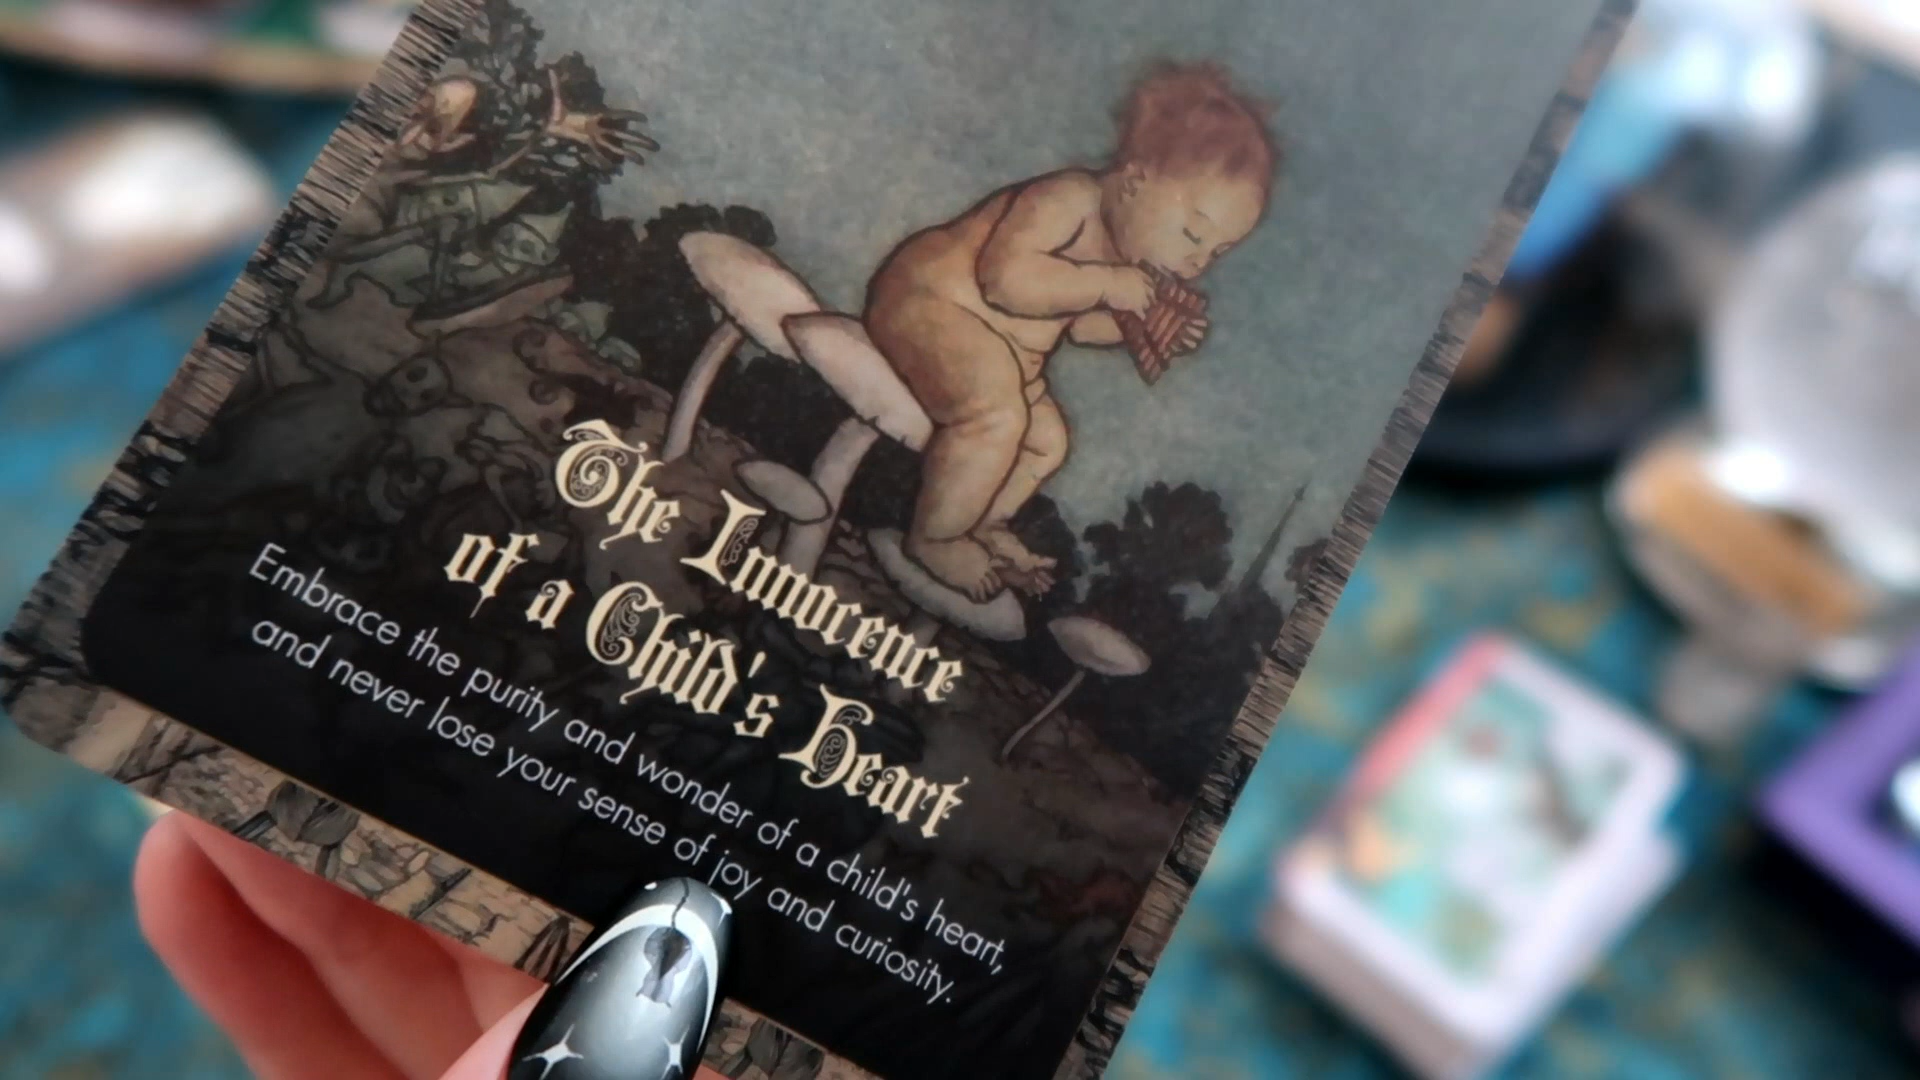 The Innocence
of a Child's Heart
Embrace the purity and wonder of a child's heart,
and never lose your sense of joy and curiosity.